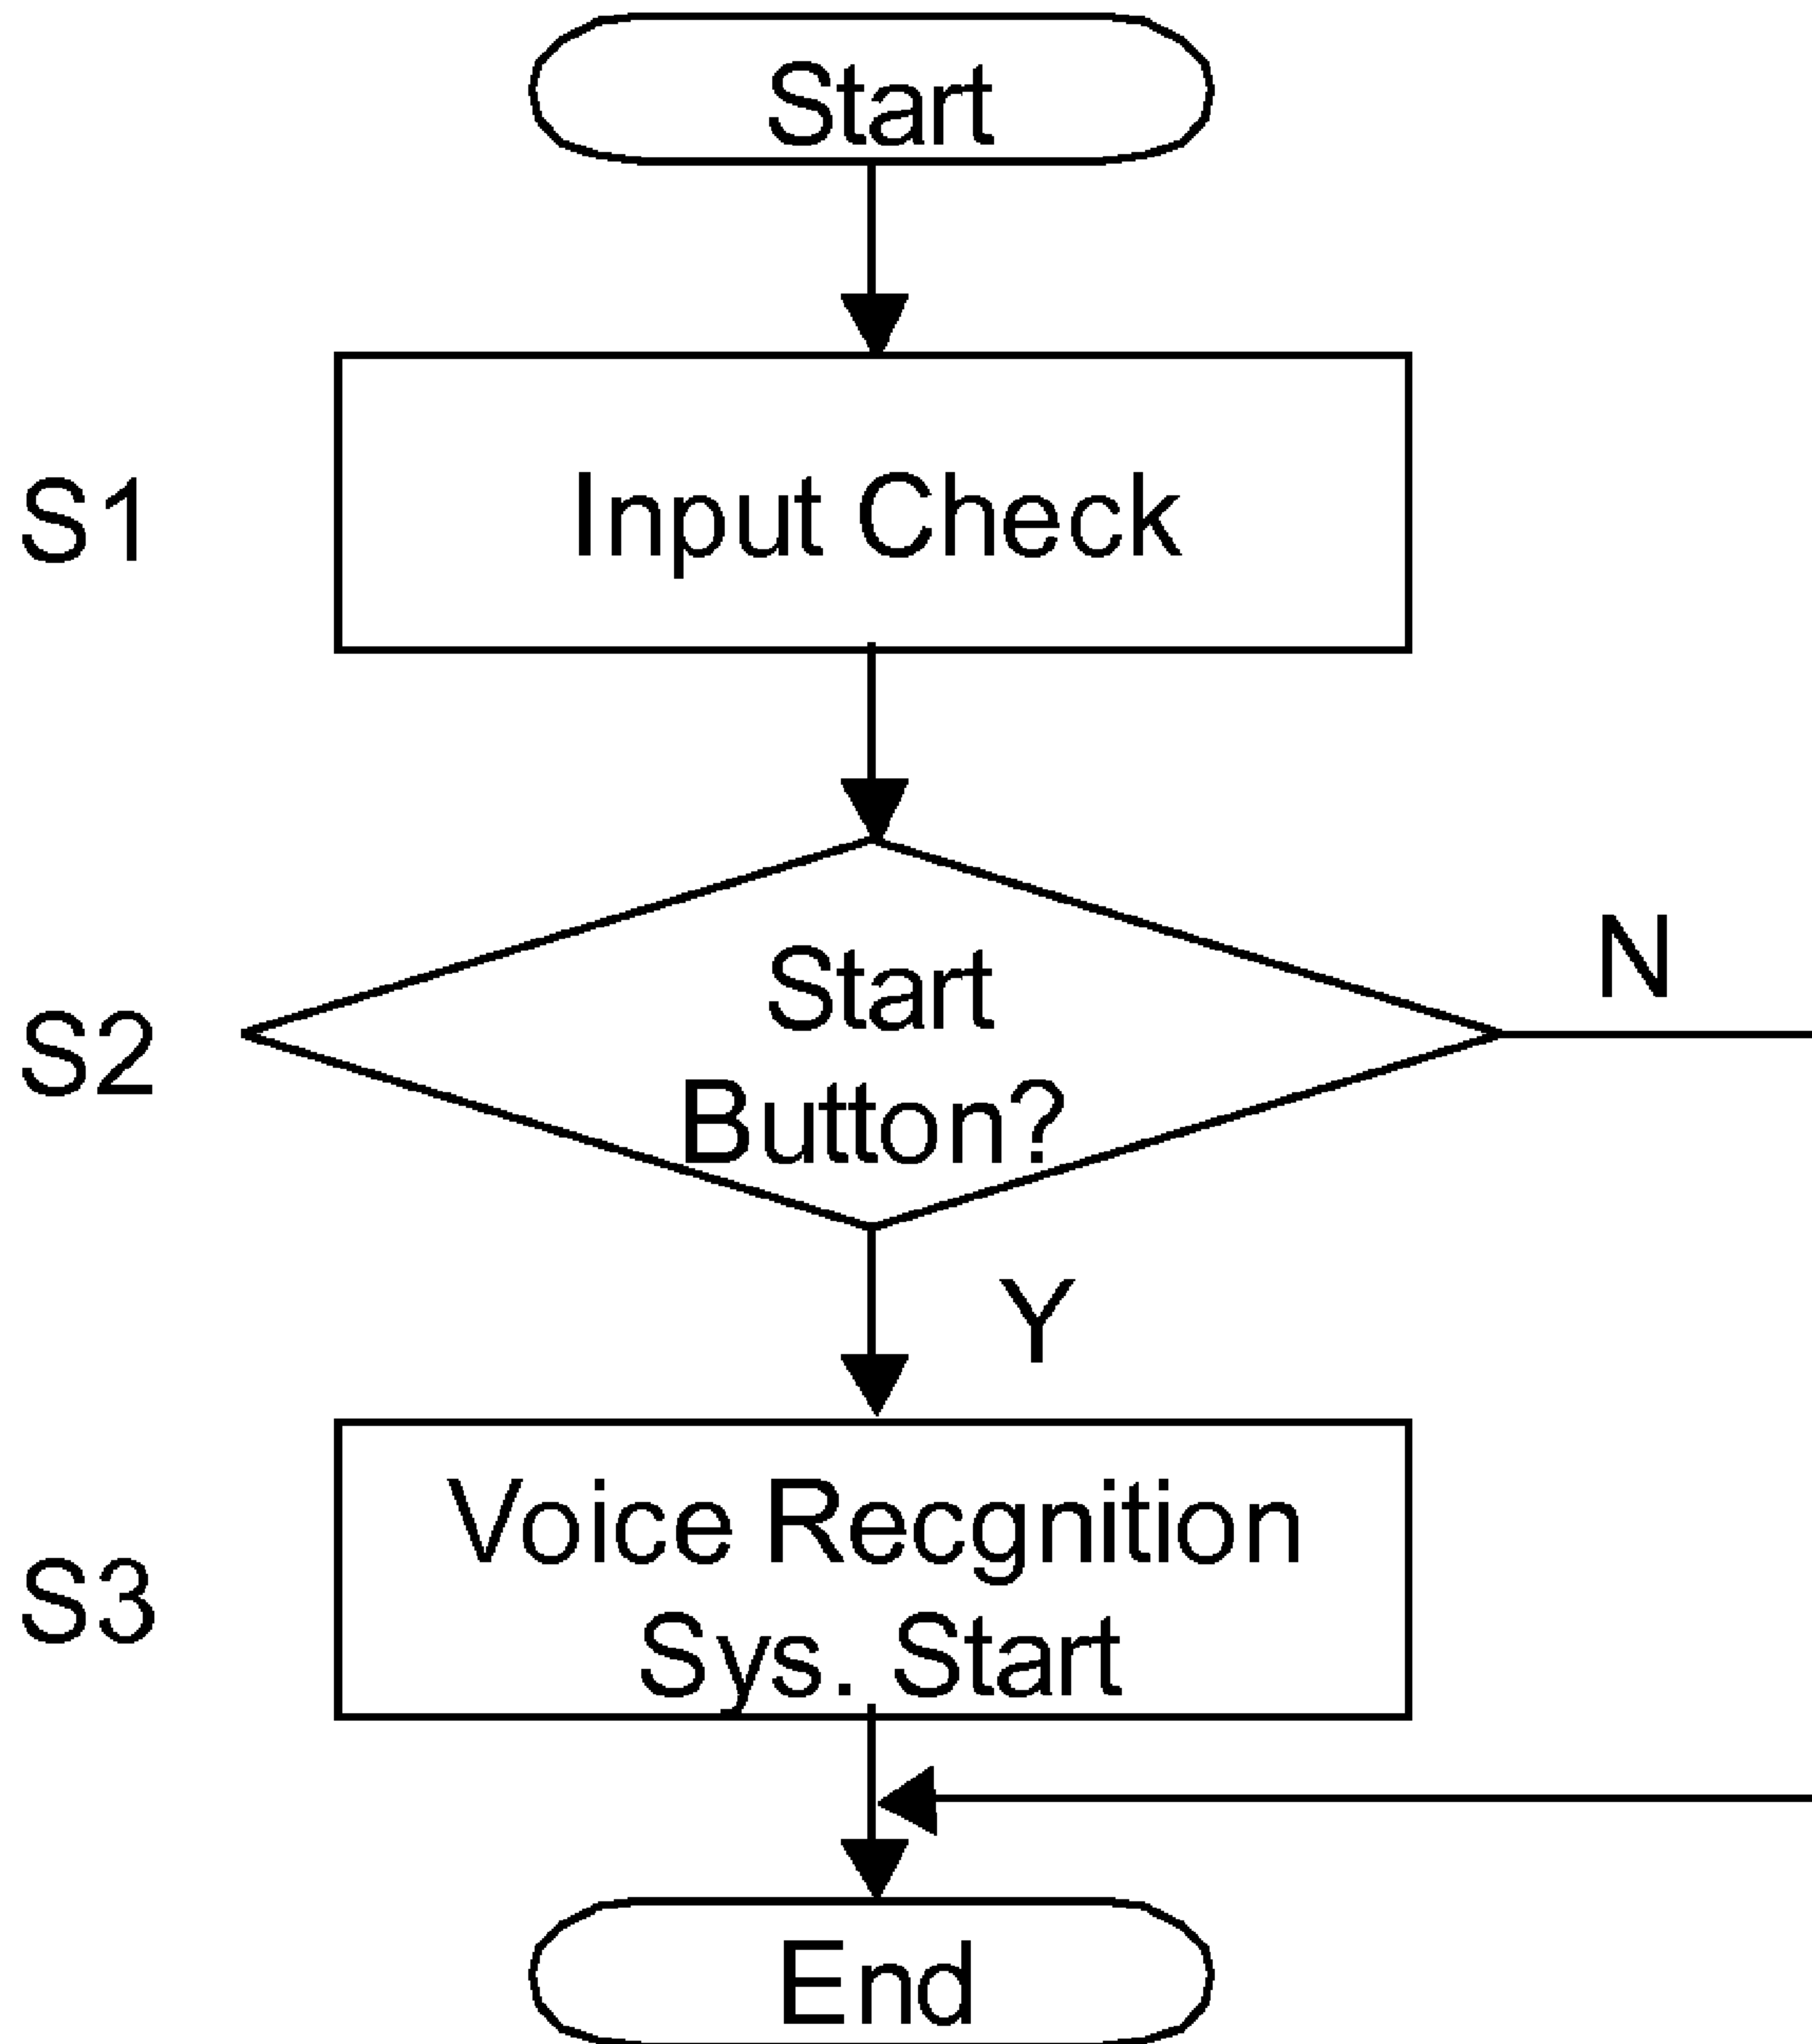 Start
S1
Input Check
S2
Start
Button?
N
Y
S3
Voice Recgnition
Sys. Start
End